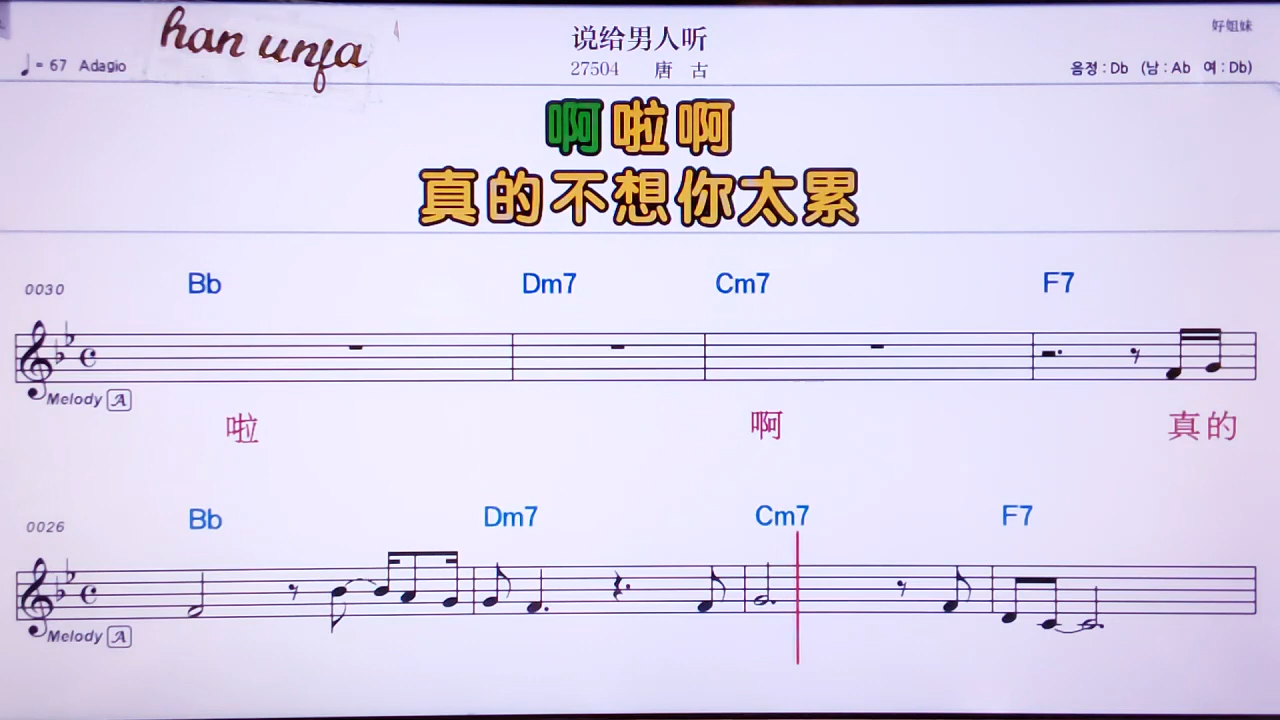 han unfa
说给男人听
好姐妹
♩= 67 Adagio
27504 唐 古
음정 : Db (남 : Ab 여 : Db)
啊啦啊
真的不想你太累
0030 Bb Dm7 Cm7 F7
Melody A
啦 啊 真的
0026 Bb Dm7 Cm7 F7
Melody A